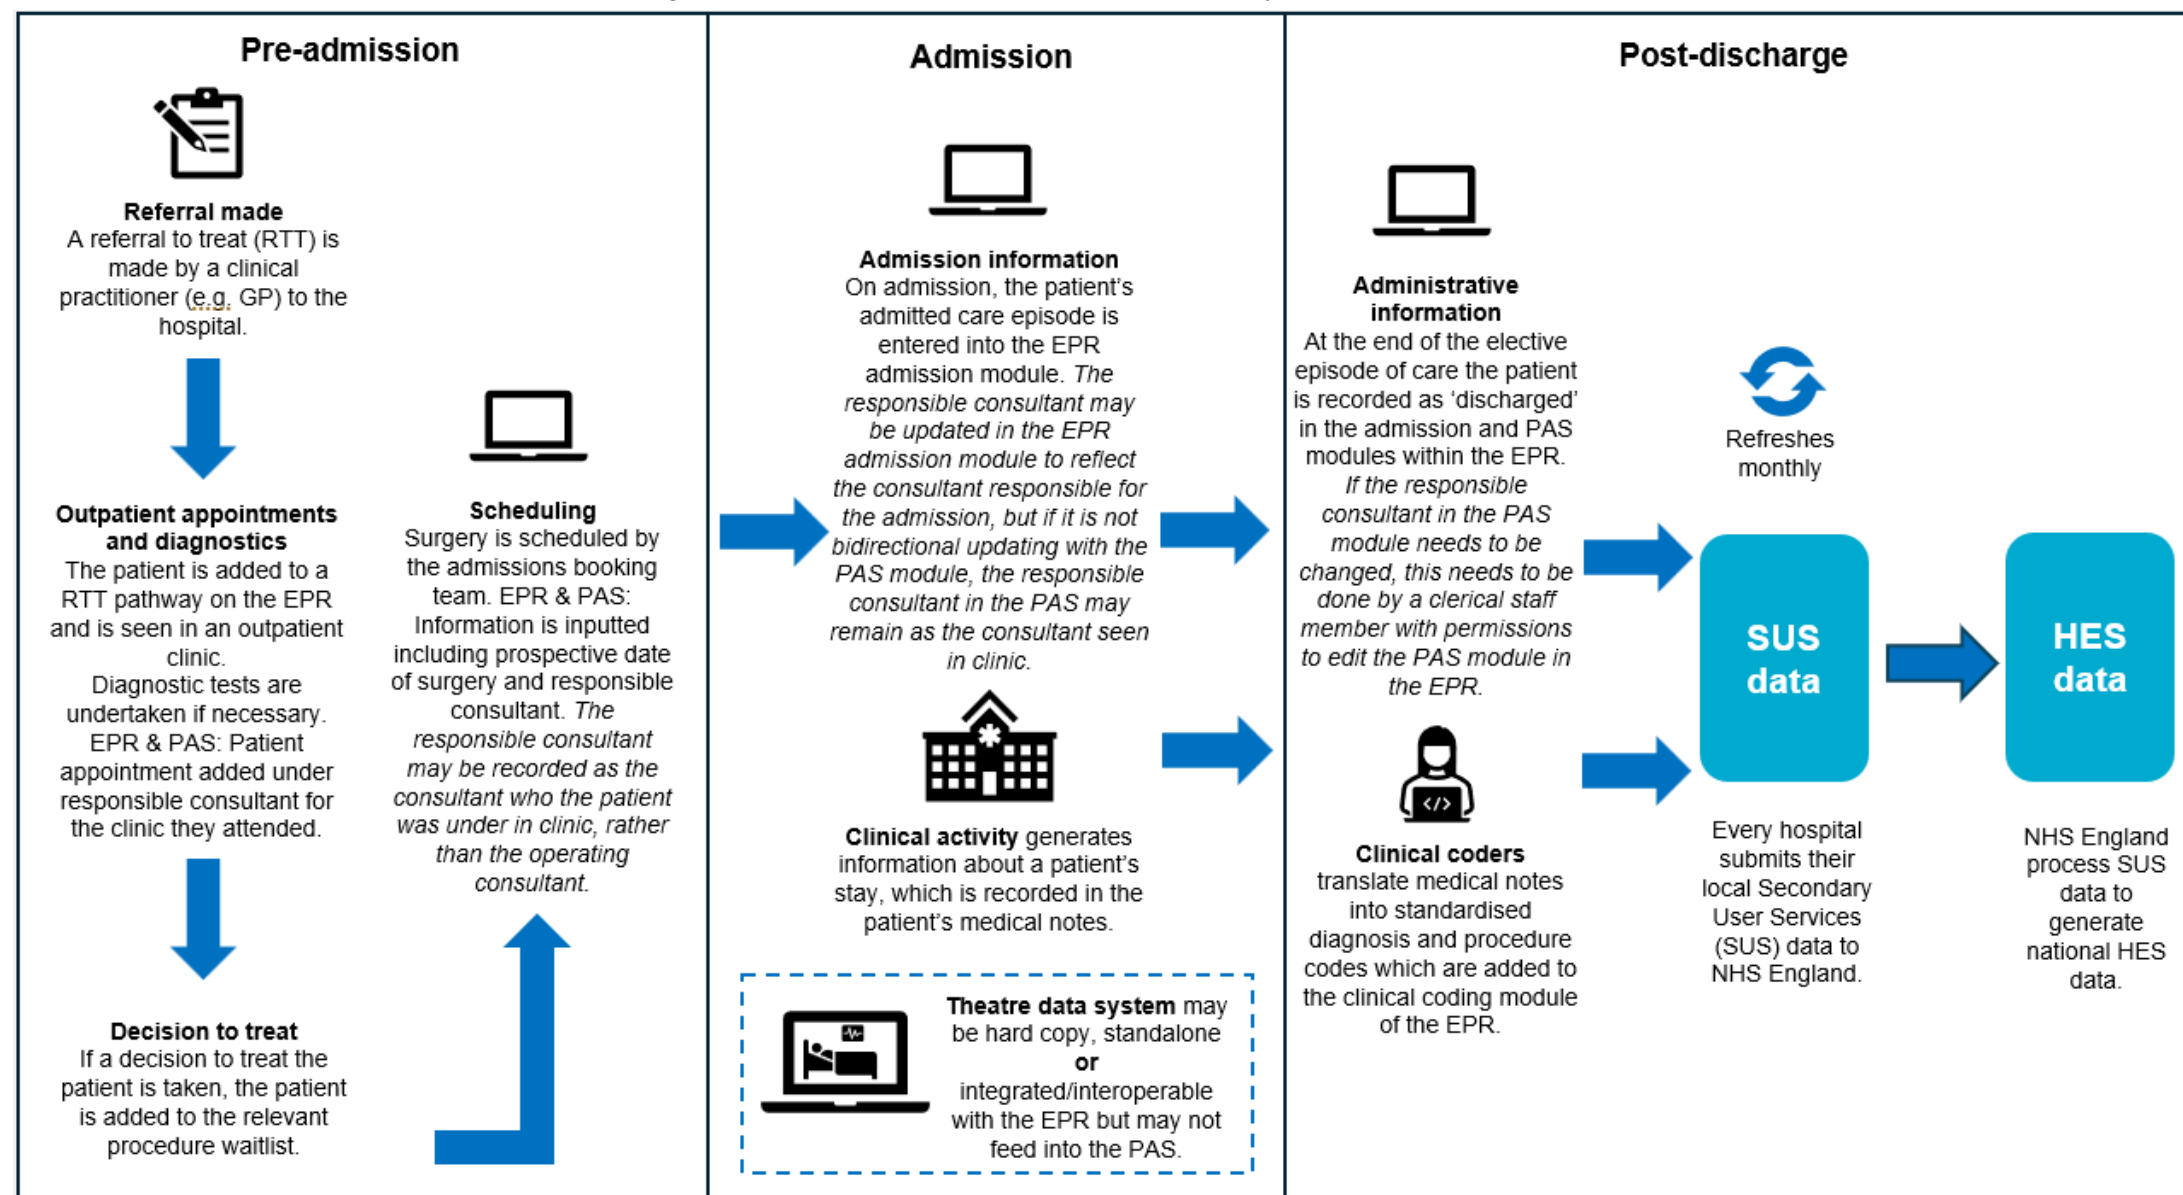 Pre-admission
Referral made
A referral to treat (RTT) is
made by a clinical
practitioner (e.g. GP) to the
hospital.
Outpatient appointments
and diagnostics
The patient is added to a
RTT pathway on the EPR
and is seen in an outpatient
clinic.
Diagnostic tests are
undertaken if necessary.
EPR & PAS: Patient
appointment added under
responsible consultant for
the clinic they attended.
Decision to treat
If a decision to treat the
patient is taken, the patient
is added to the relevant
procedure waitlist.
Scheduling
Surgery is scheduled by
the admissions booking
team. EPR & PAS:
Information is inputted
including prospective date
of surgery and responsible
consultant. The
responsible consultant
may be recorded as the
consultant who the patient
was under in clinic, rather
than the operating
consultant.
Admission
Admission information
On admission, the patient's
admitted care episode is
entered into the EPR
admission module. The
responsible consultant may
be updated in the EPR
admission module to reflect
the consultant responsible for
the admission, but if it is not
bidirectional updating with the
PAS module, the responsible
consultant in the PAS may
remain as the consultant seen
in clinic.
Clinical activity generates
information about a patient's
stay, which is recorded in the
patient's medical notes.
Theatre data system may
be hard copy, standalone
or
integrated/interoperable
with the EPR but may not
feed into the PAS.
Post-discharge
Administrative
information
At the end of the elective
episode of care the patient
is recorded as 'discharged'
in the admission and PAS
modules within the EPR.
If the responsible
consultant in the PAS
module needs to be
changed, this needs to be
done by a clerical staff
member with permissions
to edit the PAS module in
the EPR.
</>
Clinical coders
translate medical notes
into standardised
diagnosis and procedure
codes which are added to
the clinical coding module
of the EPR.
Refreshes
monthly
SUS
data
Every hospital
submits their
local Secondary
User Services
(SUS) data to
NHS England.
HES
data
NHS England
process SUS
data to
generate
national HES
data.